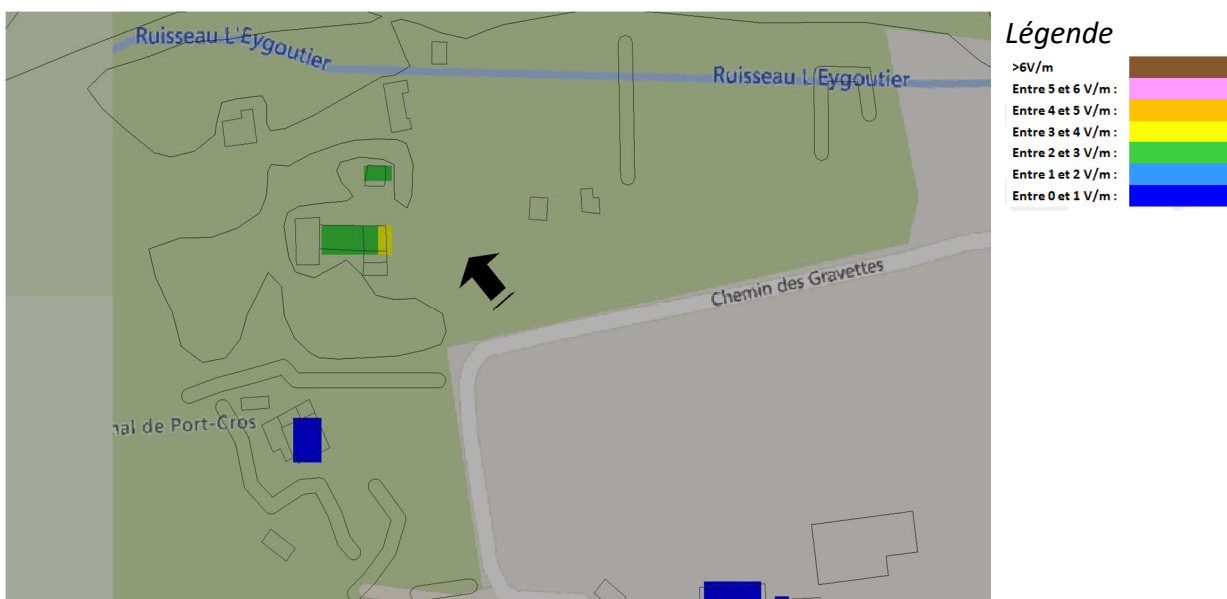 Ruisseau L'Eygoutier
Ruisseau L'Eygoutier
Chemin des Gravettes
nal de Port-Cros
Légende
>6V/m
Entre 5 et 6 V/m :
Entre 4 et 5 V/m :
Entre 3 et 4 V/m :
Entre 2 et 3 V/m :
Entre 1 et 2 V/m :
Entre 0 et 1 V/m :